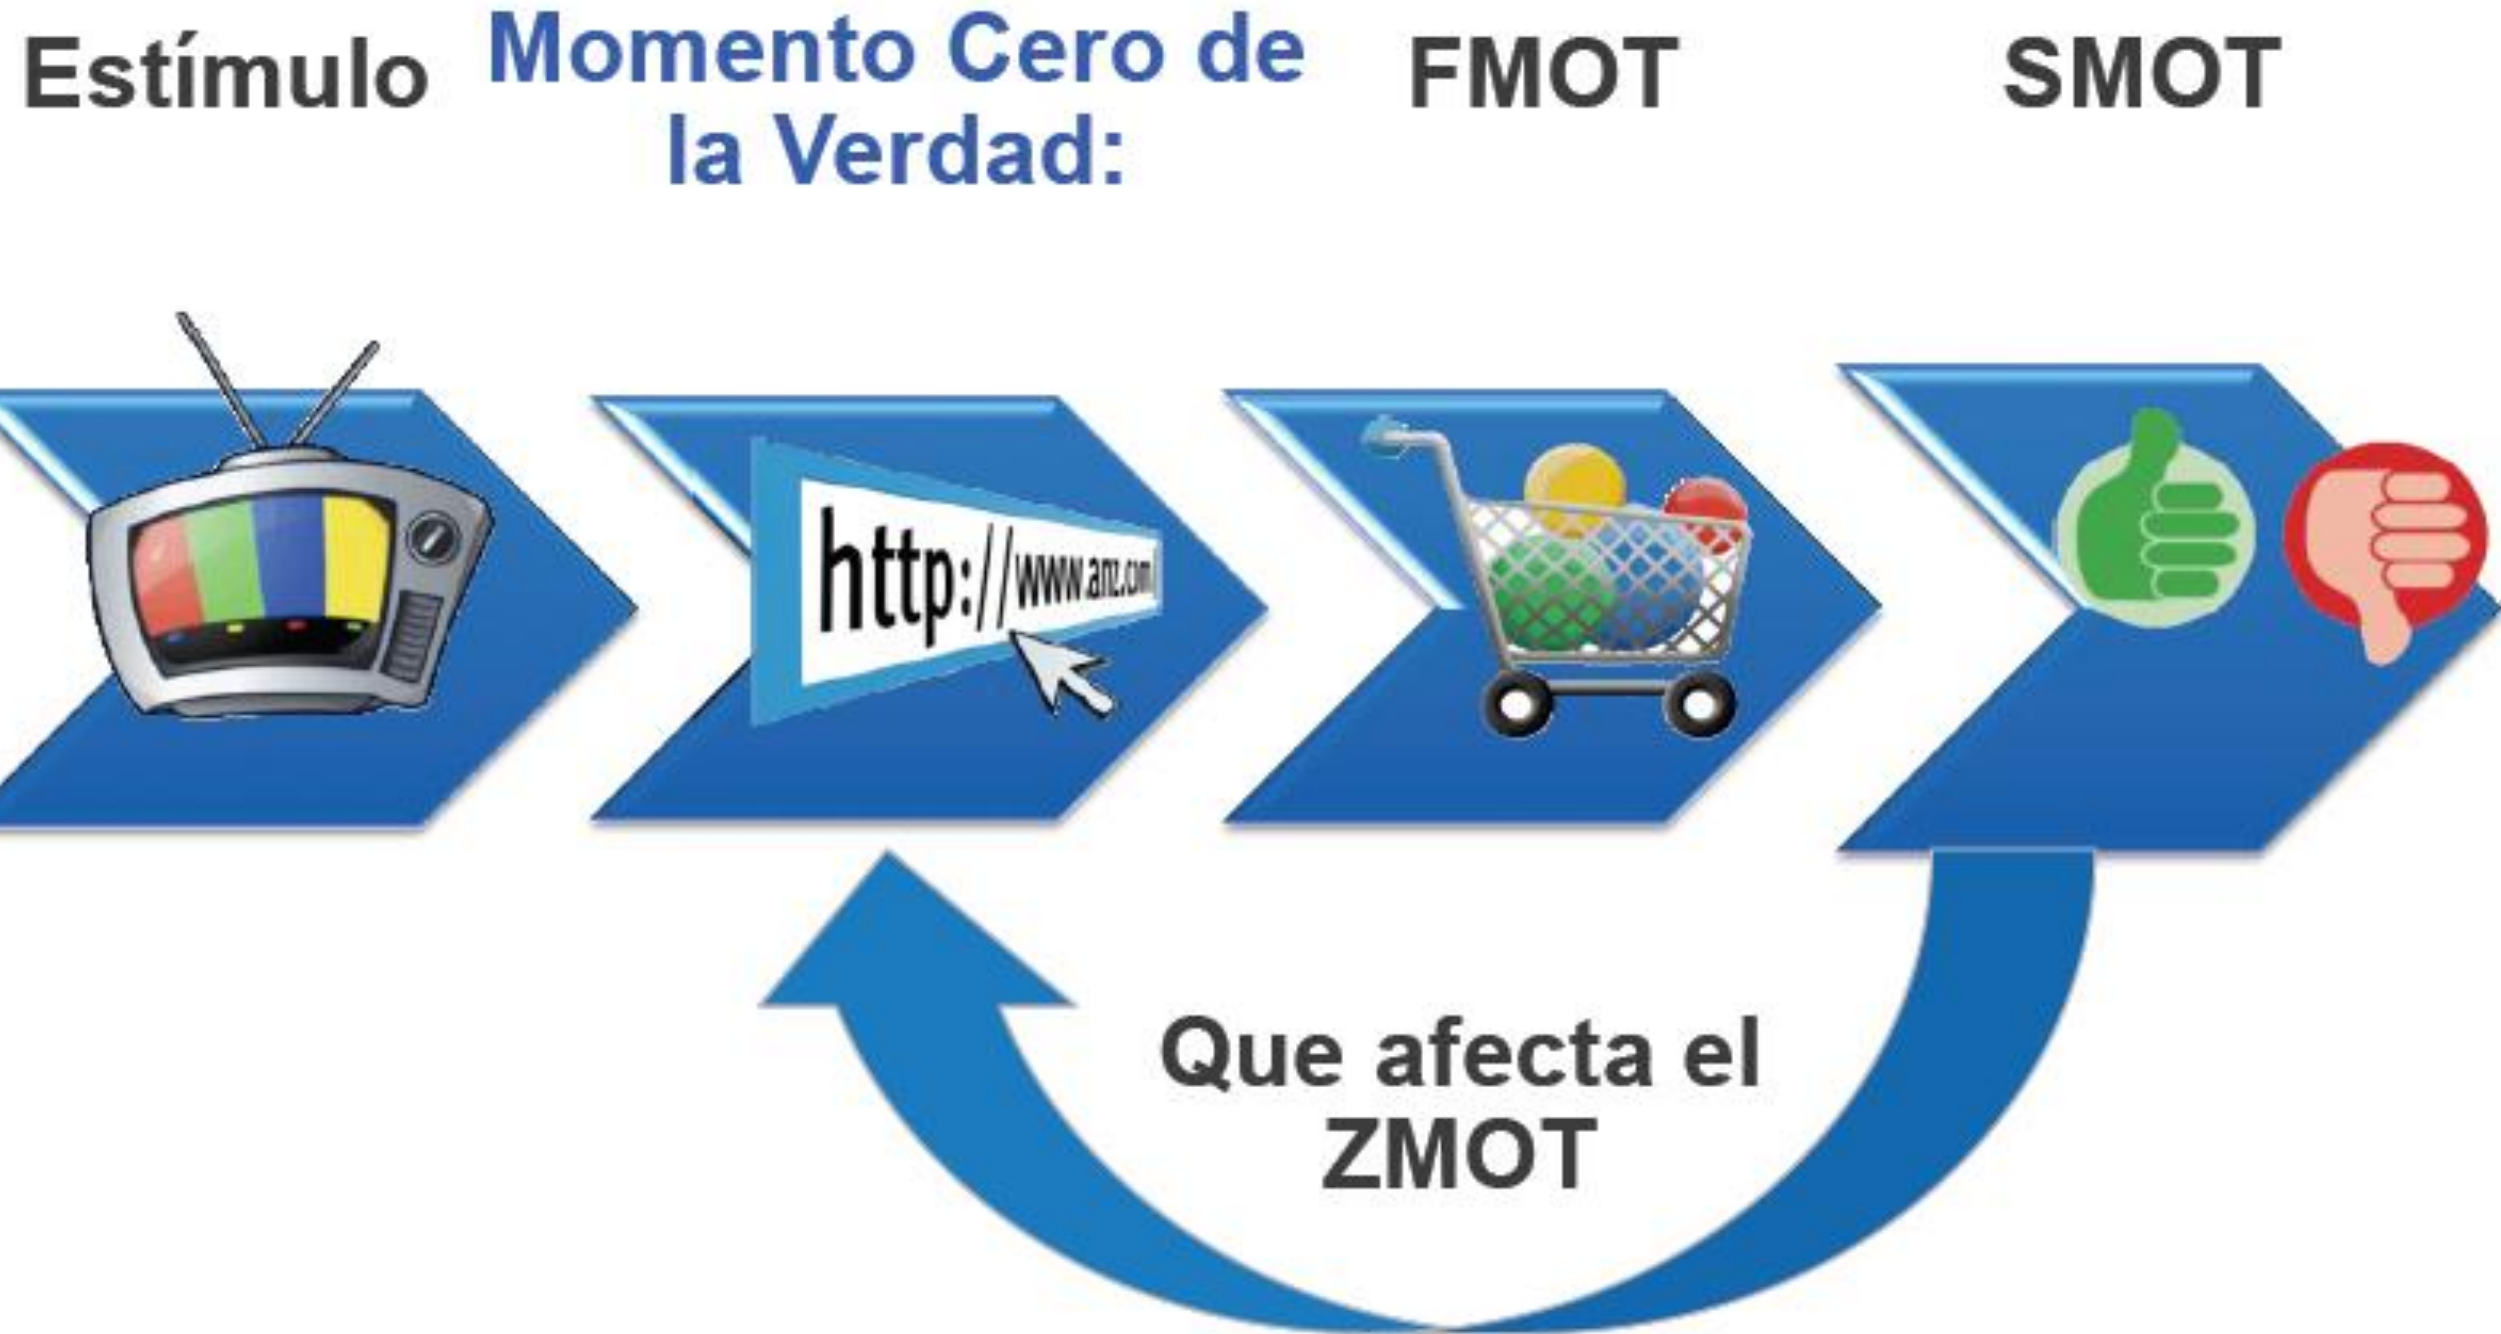 Estímulo
Momento Cero de
la Verdad:
FMOT
SMOT
http://www.anz.com
Que afecta el
ZMOT